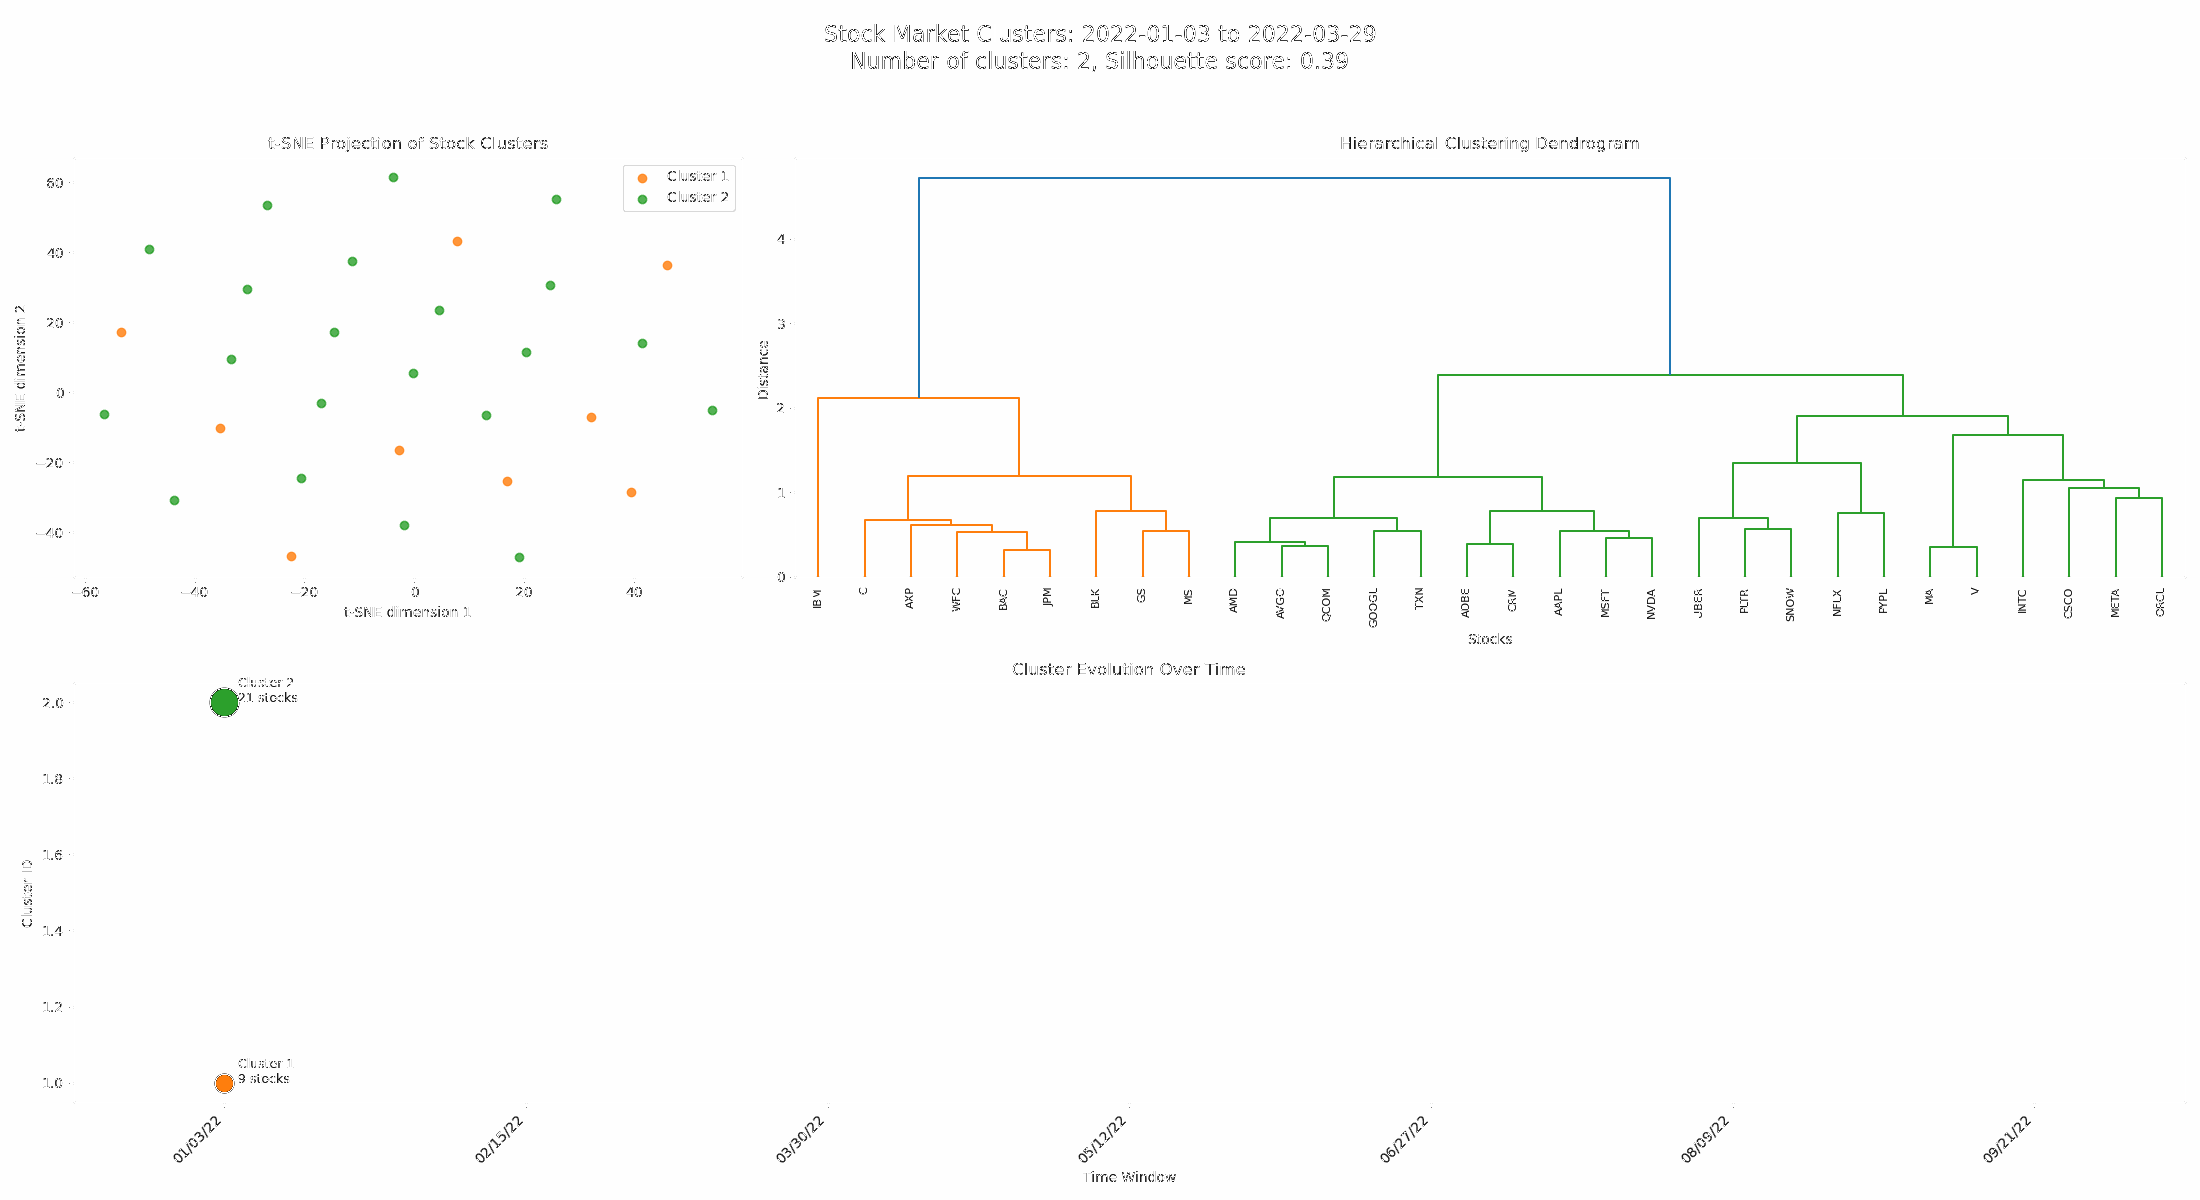 Stock Market C usters: 2022-01-03 to 2022-03-29
Number of clusters: 2, Silhouette score: 0.39
t-SNE Projection of Stock Clusters
Cluster 1
Cluster 2
60
40
20
0
−20
−40
t-SNE dimension 2
−60
−40
−20
0
20
40
t-SNE dimension 1
Hierarchical Clustering Dendrogram
4
3
2
1
0
Distance
IBM
C
AXP
WFC
BAC
JPM
BLK
GS
MS
AMD
AVGC
QCOM
GOOGL
TXN
ADBE
CRM
AAPL
MSFT
NVDA
UBER
PLTR
SNOW
NFLX
PYPL
MA
V
INTC
CSCO
META
ORCL
Stocks
Cluster Evolution Over Time
Cluster 2
21 stocks
Cluster 1
9 stocks
2.0
1.8
1.6
1.4
1.2
1.0
Cluster ID
01/03/22
02/15/22
03/30/22
05/12/22
06/27/22
08/09/22
09/21/22
Time Window